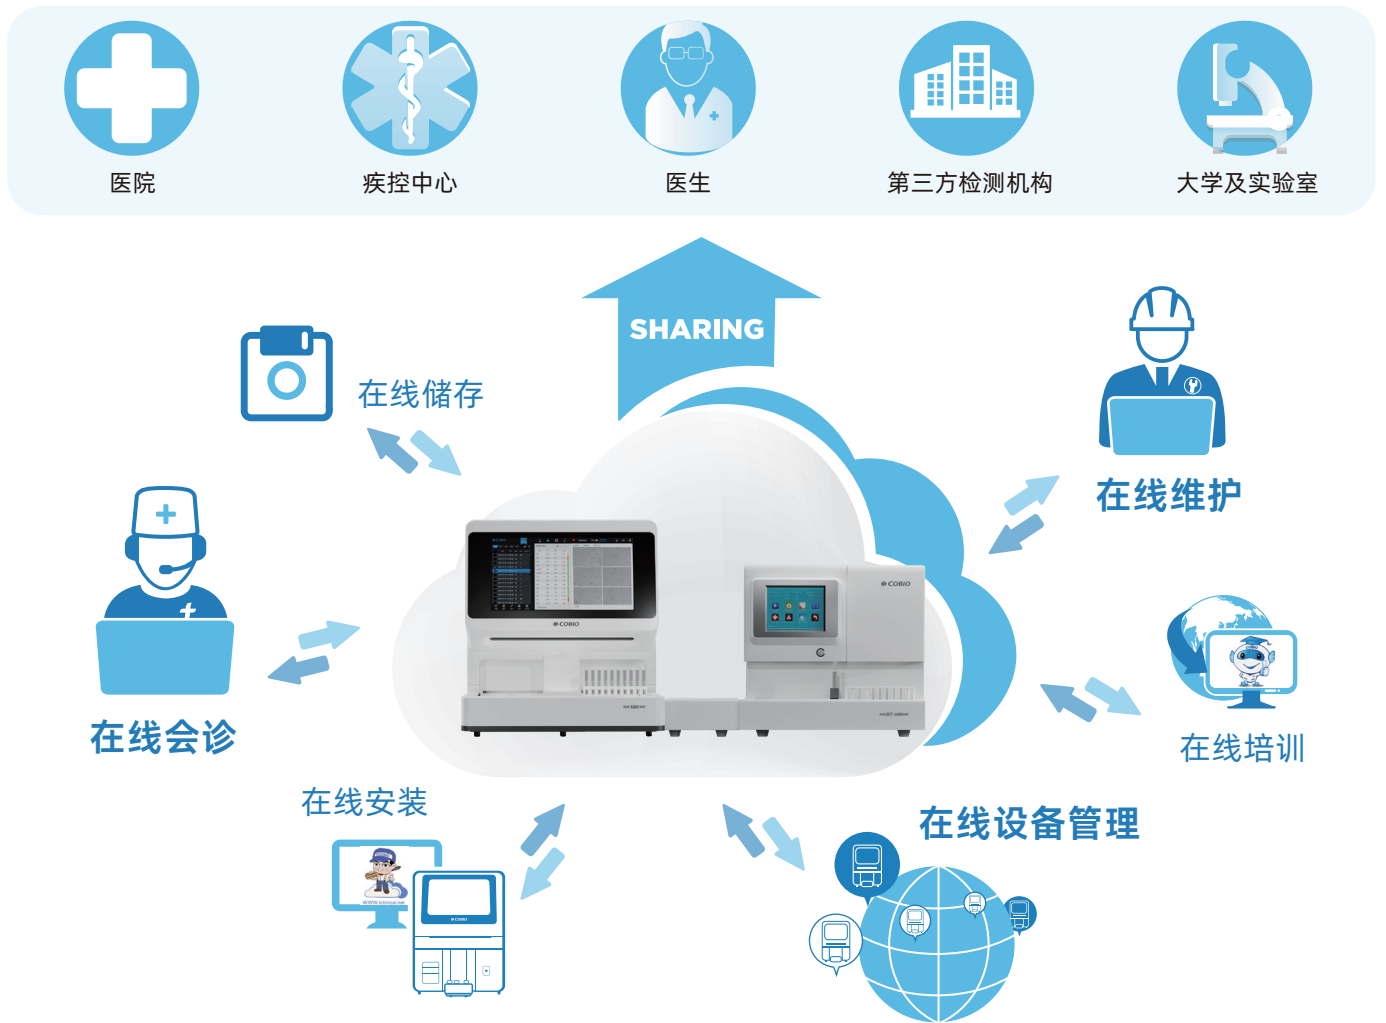 医院
疾控中心
医生
第三方检测机构
大学及实验室
SHARING
在线储存
在线维护
COBIO
COBIO
在线会诊
在线培训
在线安装
在线设备管理
COBIO